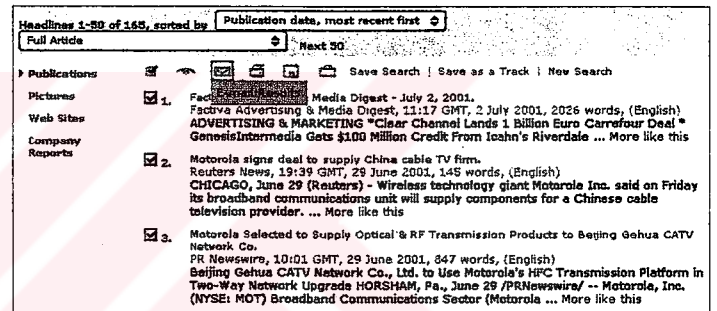 Headlines 1-50 of 165, sorted by Publication date, most recent first
Full Article Next 50
Publications Save Search | Save as a Track | New Search
Pictures
Web Sites
Company Reports
1. Media Digest - July 2, 2001.
Factiva Advertising & Media Digest, 11:17 GMT, 2 July 2001, 2026 words, (English)
ADVERTISING & MARKETING *Clear Channel Lands 1 Billion Euro Carrefour Deal *
GenesisIntermedia Gets $100 Million Credit From Icahn's Riverdale ... More like this
2. Motorola signs deal to supply China cable TV firm.
Reuters News, 19:39 GMT, 29 June 2001, 145 words, (English)
CHICAGO, June 29 (Reuters) - Wireless technology giant Motorola Inc. said on Friday
its broadband communications unit will supply components for a Chinese cable
television provider. ... More like this
3. Motorola Selected to Supply Optical & RF Transmission Products to Beijing Gehua CATV
Network Co.
PR Newswire, 10:01 GMT, 29 June 2001, 847 words, (English)
Beijing Gehua CATV Network Co., Ltd. to Use Motorola's HFC Transmission Platform in
Two-Way Network Upgrade HORSHAM, Pa., June 29 /PRNewswire/ -- Motorola, Inc.
(NYSE: MOT) Broadband Communications Sector (Motorola ... More like this